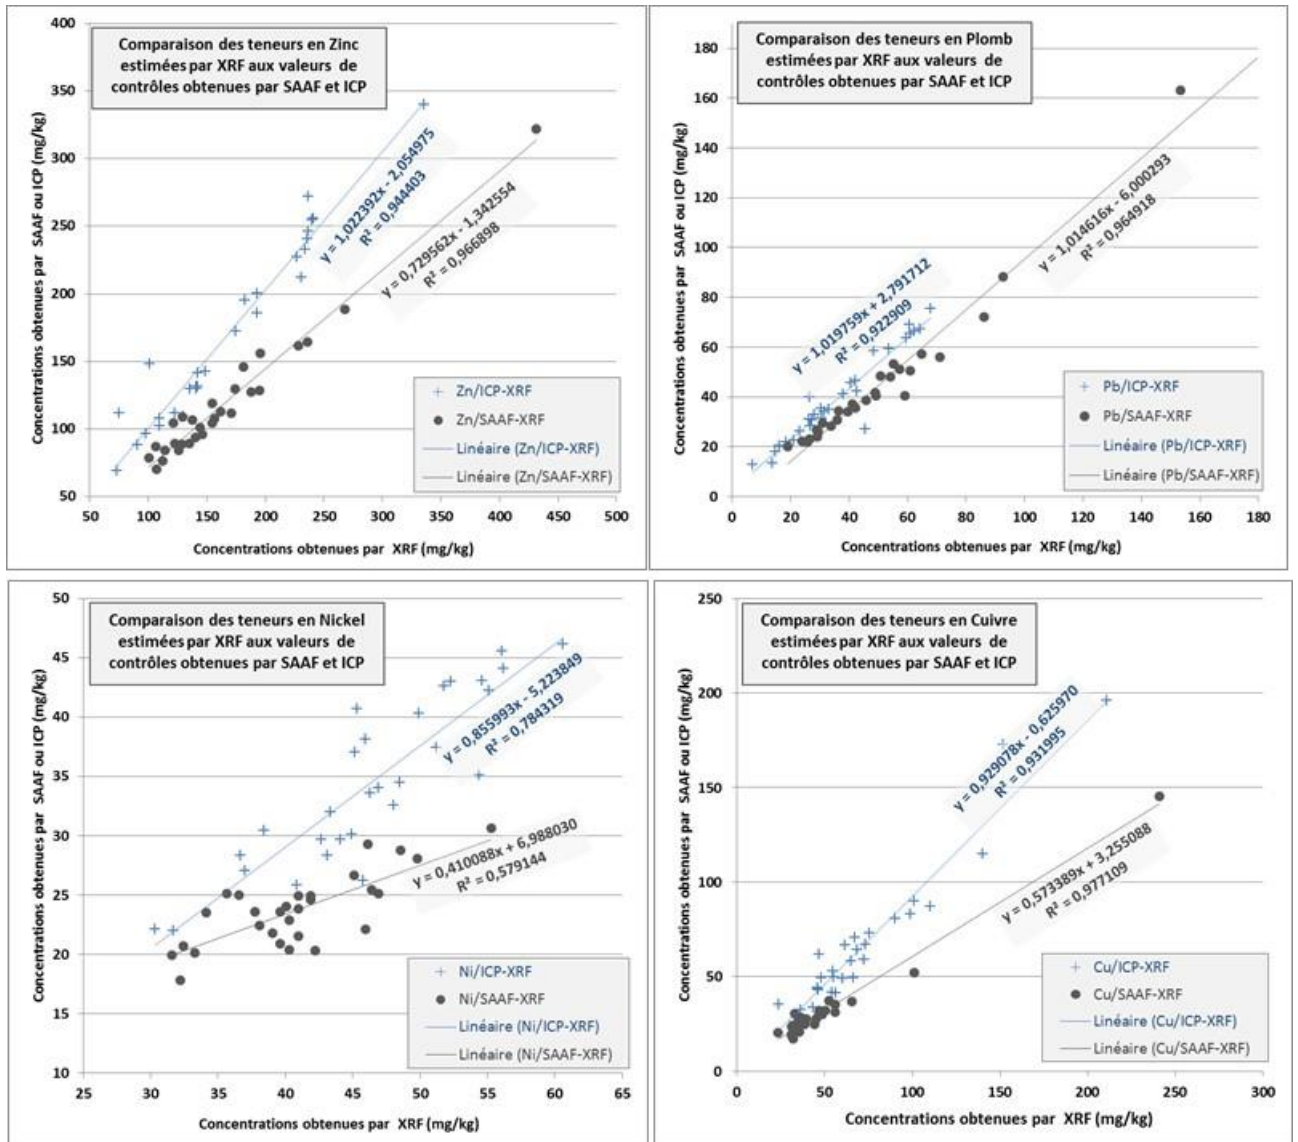 Comparaison des teneurs en Zinc
estimées par XRF aux valeurs de
contrôles obtenues par SAAF et ICP
Concentrations obtenues par SAAF ou ICP (mg/kg)
400
350
300
250
200
150
100
50
y = 1,022392x - 2,054975
R² = 0,944403
y = 0,729562x - 1,342554
R² = 0,966898
Zn/ICP-XRF
Zn/SAAF-XRF
Linéaire (Zn/ICP-XRF)
Linéaire (Zn/SAAF-XRF)
50 100 150 200 250 300 350 400 450 500
Concentrations obtenues par XRF (mg/kg)
Comparaison des teneurs en Plomb
estimées par XRF aux valeurs de
contrôles obtenues par SAAF et ICP
Concentrations obtenues par SAAF ou ICP (mg/kg)
180
160
140
120
100
80
60
40
20
0
y = 1,019759x + 2,791712
R² = 0,922909
y = 1,014616x - 6,000293
R² = 0,964918
Pb/ICP-XRF
Pb/SAAF-XRF
Linéaire (Pb/ICP-XRF)
Linéaire (Pb/SAAF-XRF)
0 20 40 60 80 100 120 140 160 180
Concentrations obtenues par XRF (mg/kg)
Comparaison des teneurs en Nickel
estimées par XRF aux valeurs de
contrôles obtenues par SAAF et ICP
Concentrations obtenues par SAAF ou ICP (mg/kg)
50
45
40
35
30
25
20
15
10
y = 0,855993x - 5,223849
R² = 0,784319
y = 0,410088x + 6,988030
R² = 0,579144
Ni/ICP-XRF
Ni/SAAF-XRF
Linéaire (Ni/ICP-XRF)
Linéaire (Ni/SAAF-XRF)
25 30 35 40 45 50 55 60 65
Concentrations obtenues par XRF (mg/kg)
Comparaison des teneurs en Cuivre
estimées par XRF aux valeurs de
contrôles obtenues par SAAF et ICP
Concentrations obtenues par SAAF ou ICP (mg/kg)
250
200
150
100
50
0
y = 0,929078x - 0,625970
R² = 0,931995
y = 0,573389x + 3,255088
R² = 0,977109
Cu/ICP-XRF
Cu/SAAF-XRF
Linéaire (Cu/ICP-XRF)
Linéaire (Cu/SAAF-XRF)
0 50 100 150 200 250 300
Concentrations obtenues par XRF (mg/kg)